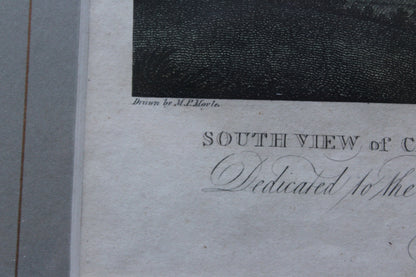 Drawn by M.P. Moyle.
SOUTH VIEW of C
Dedicated to the